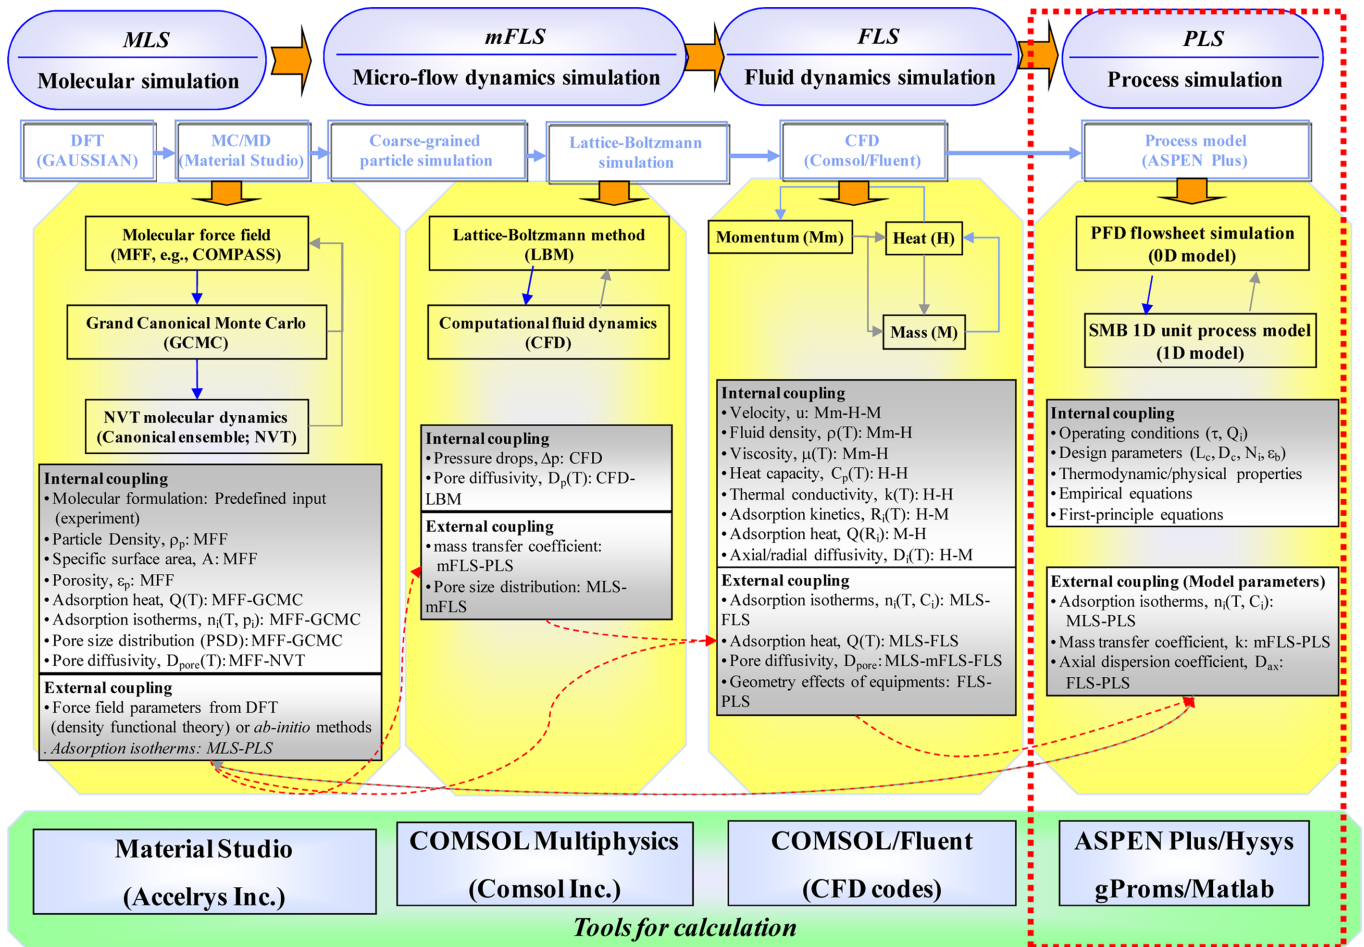 MLS
Molecular simulation
mFLS
Micro-flow dynamics simulation
FLS
Fluid dynamics simulation
PLS
Process simulation
DFT
(GAUSSIAN)
MC/MD
(Material Studio)
Coarse-grained
particle simulation
Lattice-Boltzmann
simulation
CFD
(Comsol/Fluent)
Process model
(ASPEN Plus)
Molecular force field
(MFF, e.g., COMPASS)
Grand Canonical Monte Carlo
(GCMC)
NVT molecular dynamics
(Canonical ensemble; NVT)
Internal coupling
•Molecular formulation: Predefined input
(experiment)
•Particle Density, ρp: MFF
•Specific surface area, A: MFF
•Porosity, εp: MFF
•Adsorption heat, Q(T): MFF-GCMC
•Adsorption isotherms, ni(T, pi): MFF-GCMC
•Pore size distribution (PSD): MFF-GCMC
•Pore diffusivity, Dpore(T): MFF-NVT
External coupling
•Force field parameters from DFT
(density functional theory) or ab-initio methods
. Adsorption isotherms: MLS-PLS
Lattice-Boltzmann method
(LBM)
Computational fluid dynamics
(CFD)
Internal coupling
•Pressure drops, Δp: CFD
•Pore diffusivity, Dp(T): CFD-
LBM
External coupling
•mass transfer coefficient:
mFLS-PLS
•Pore size distribution: MLS-
mFLS
Momentum (Mm)
Heat (H)
Mass (M)
Internal coupling
•Velocity, u: Mm-H-M
•Fluid density, ρ(T): Mm-H
•Viscosity, μ(T): Mm-H
•Heat capacity, Cp(T): H-H
•Thermal conductivity, k(T): H-H
•Adsorption kinetics, Ri(T): H-M
•Adsorption heat, Q(Ri): M-H
•Axial/radial diffusivity, Di(T): H-M
External coupling
•Adsorption isotherms, ni(T, Ci): MLS-
FLS
•Adsorption heat, Q(T): MLS-FLS
•Pore diffusivity, Dpore: MLS-mFLS-FLS
•Geometry effects of equipments: FLS-
PLS
PFD flowsheet simulation
(0D model)
SMB 1D unit process model
(1D model)
Internal coupling
•Operating conditions (τ, Qi)
•Design parameters (Lc, Dc, Ni, εb)
•Thermodynamic/physical properties
•Empirical equations
•First-principle equations
External coupling (Model parameters)
•Adsorption isotherms, ni(T, Ci):
MLS-PLS
•Mass transfer coefficient, k: mFLS-PLS
•Axial dispersion coefficient, Dax:
FLS-PLS
Material Studio
(Accelrys Inc.)
COMSOL Multiphysics
(Comsol Inc.)
COMSOL/Fluent
(CFD codes)
ASPEN Plus/Hysys
gProms/Matlab
Tools for calculation